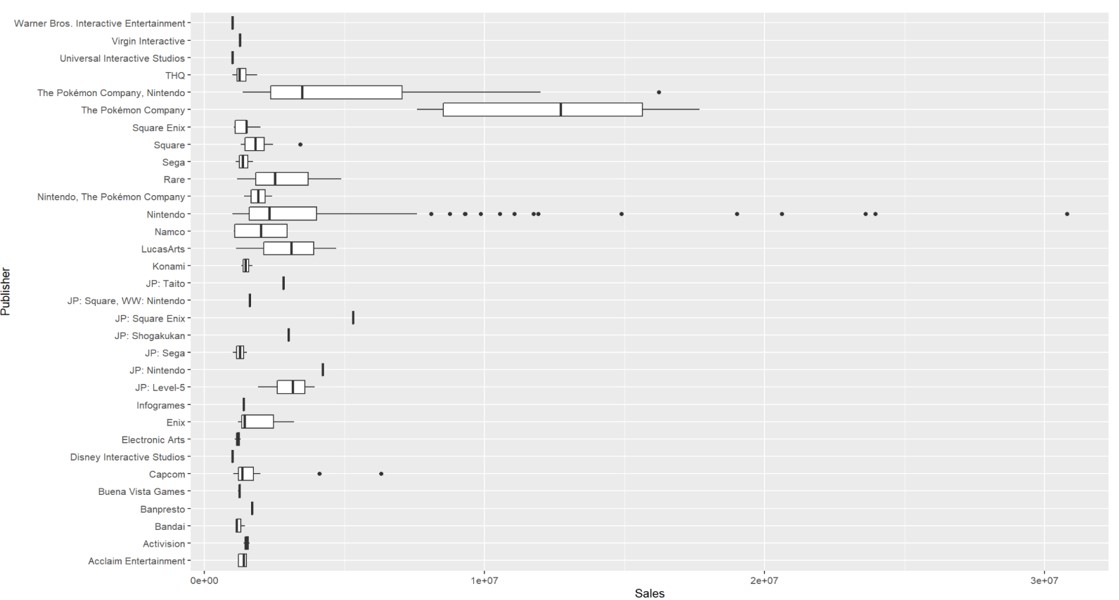 Warner Bros. Interactive Entertainment
Virgin Interactive
Universal Interactive Studios
THQ
The Pokémon Company, Nintendo
The Pokémon Company
Square Enix
Square
Sega
Rare
Nintendo, The Pokémon Company
Nintendo
Namco
LucasArts
Konami
JP: Taito
JP: Square, WW: Nintendo
JP: Square Enix
JP: Shogakukan
JP: Sega
JP: Nintendo
JP: Level-5
Infogrames
Enix
Electronic Arts
Disney Interactive Studios
Capcom
Buena Vista Games
Banpresto
Bandai
Activision
Acclaim Entertainment
Publisher
0e+00 1e+07 2e+07 3e+07
Sales